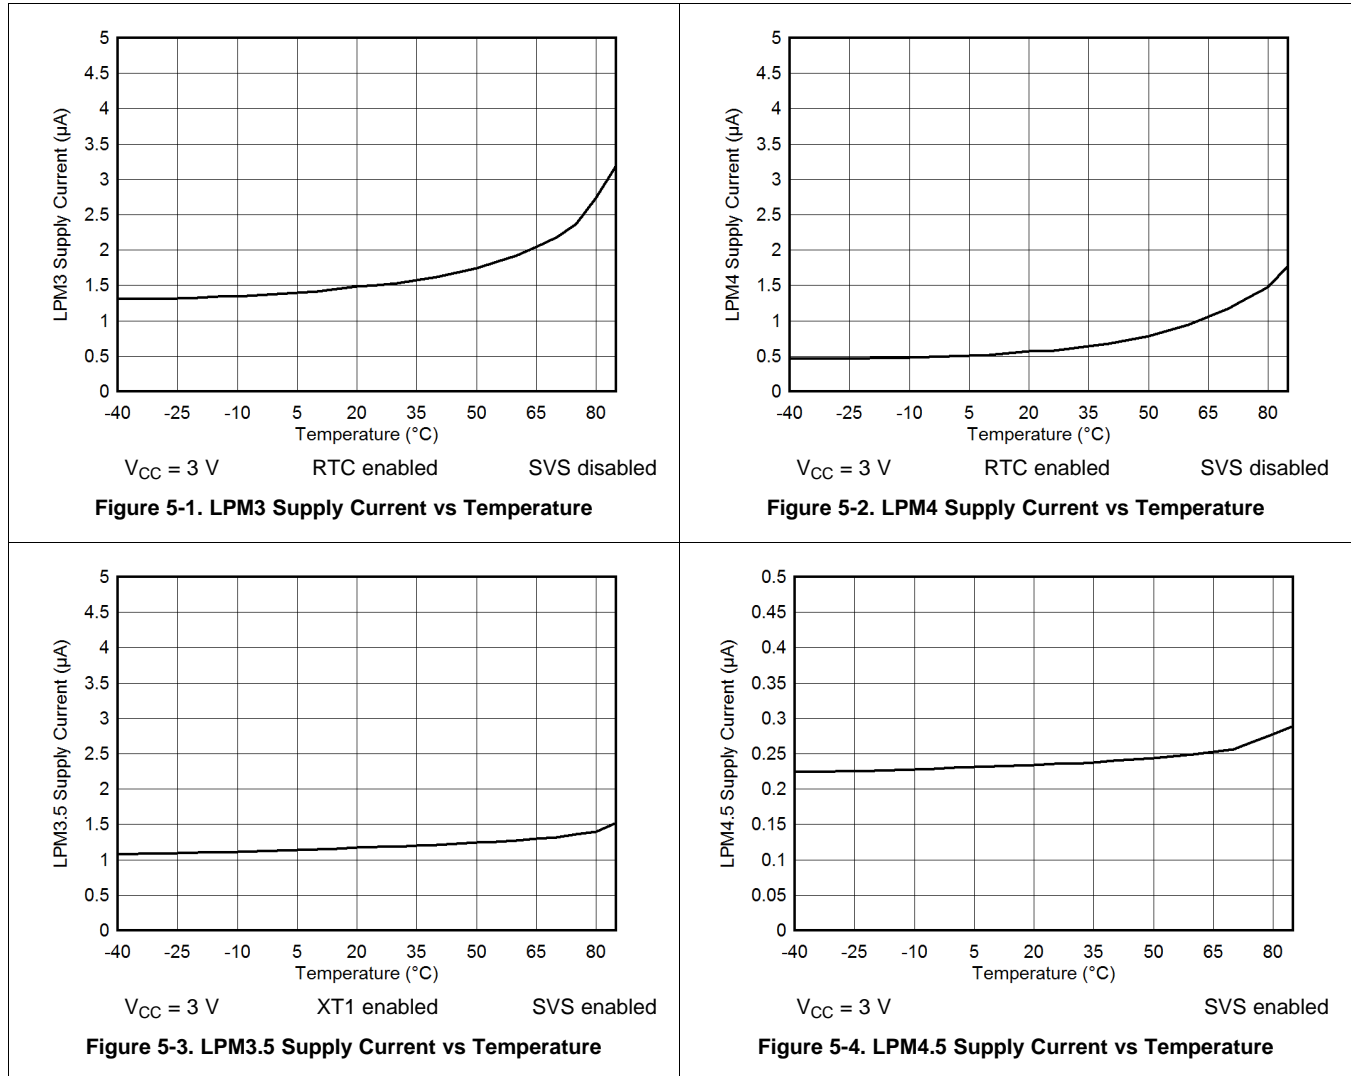 5
4.5
4
3.5
3
2.5
2
1.5
1
0.5
0
LPM3 Supply Current (µA)
-40 -25 -10 5 20 35 50 65 80
Temperature (°C)
VCC = 3 V RTC enabled SVS disabled
Figure 5-1. LPM3 Supply Current vs Temperature
5
4.5
4
3.5
3
2.5
2
1.5
1
0.5
0
LPM4 Supply Current (µA)
-40 -25 -10 5 20 35 50 65 80
Temperature (°C)
VCC = 3 V RTC enabled SVS disabled
Figure 5-2. LPM4 Supply Current vs Temperature
5
4.5
4
3.5
3
2.5
2
1.5
1
0.5
0
LPM3.5 Supply Current (µA)
-40 -25 -10 5 20 35 50 65 80
Temperature (°C)
VCC = 3 V XT1 enabled SVS enabled
Figure 5-3. LPM3.5 Supply Current vs Temperature
0.5
0.45
0.4
0.35
0.3
0.25
0.2
0.15
0.1
0.05
0
LPM4.5 Supply Current (µA)
-40 -25 -10 5 20 35 50 65 80
Temperature (°C)
VCC = 3 V SVS enabled
Figure 5-4. LPM4.5 Supply Current vs Temperature